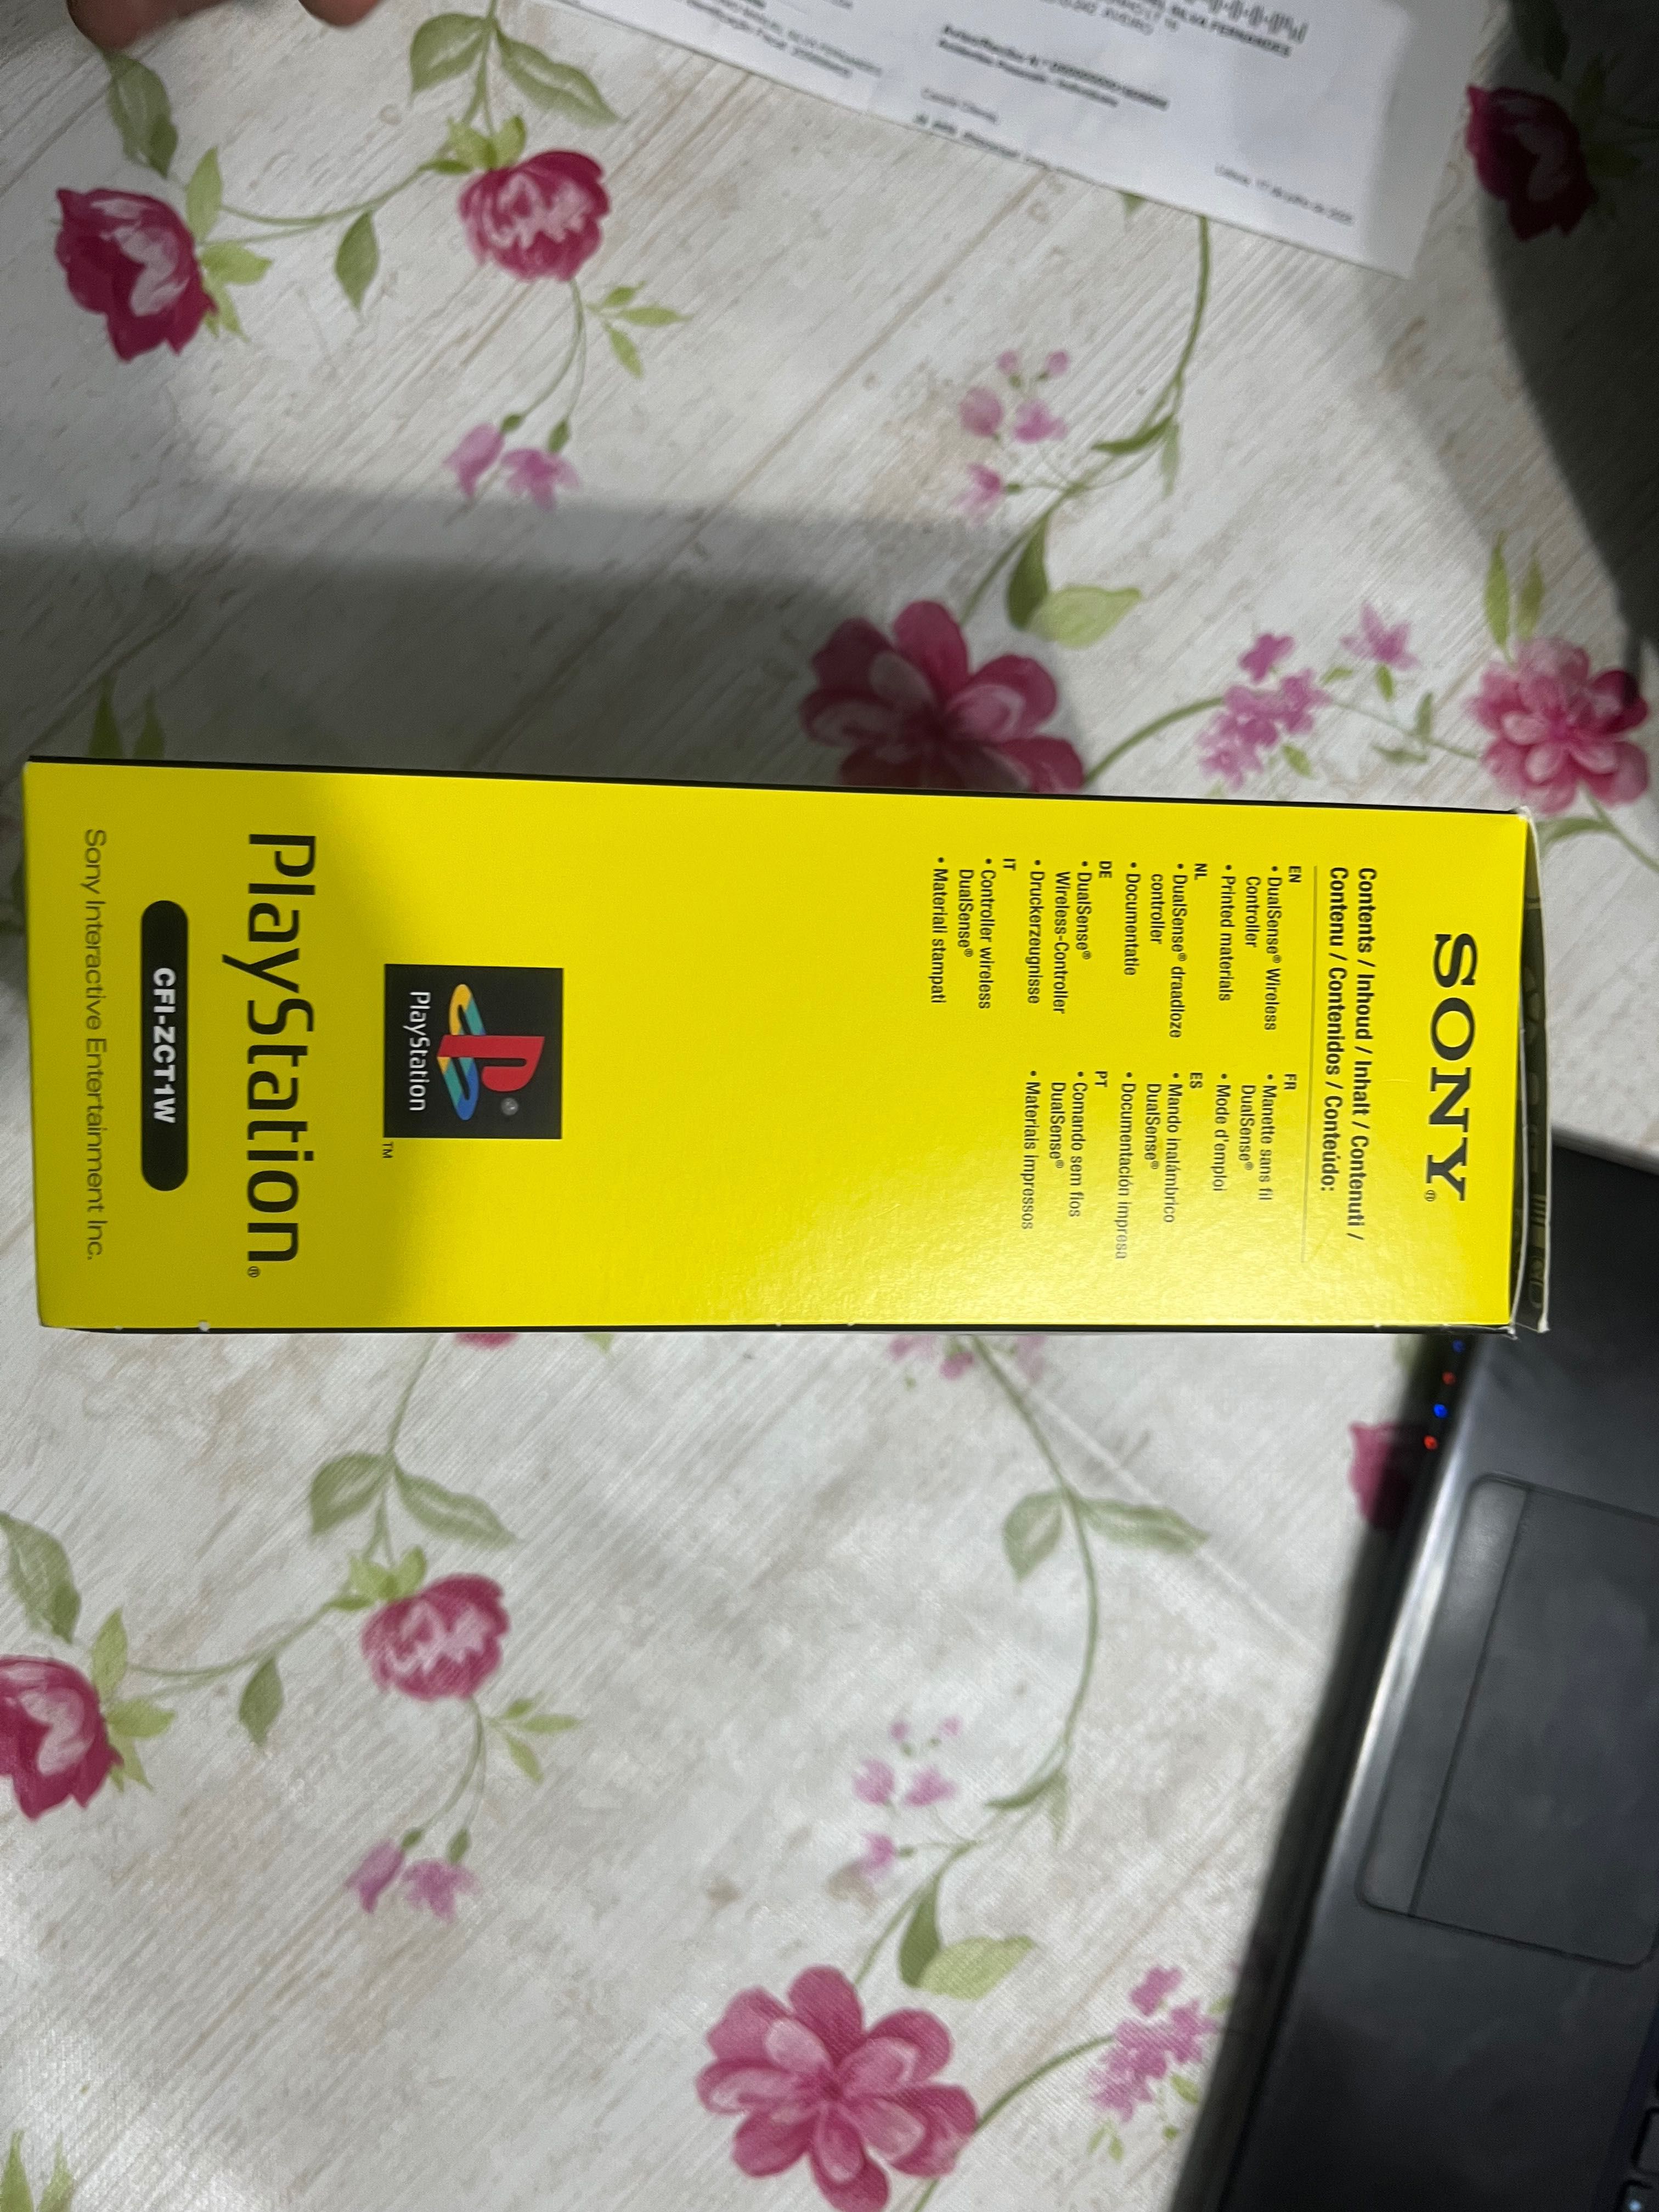 SONY®
Contents / Inhoud / Inhalt / Contenuti /
Contenu / Contenidos / Conteúdo:
EN
• DualSense® Wireless
Controller
• Printed materials
NL
• DualSense® draadloze
controller
• Documentatie
DE
• DualSense®
Wireless-Controller
• Druckerzeugnisse
IT
• Controller wireless
DualSense®
• Materiali stampati
FR
• Manette sans fil
DualSense®
• Mode d'emploi
ES
• Mando inalámbrico
DualSense®
• Documentación impresa
PT
• Comando sem fios
DualSense®
• Materiais impressos
PlayStation
TM
PlayStation®
CFI-ZCT1W
Sony Interactive Entertainment Inc.
SILVA FERNANDES